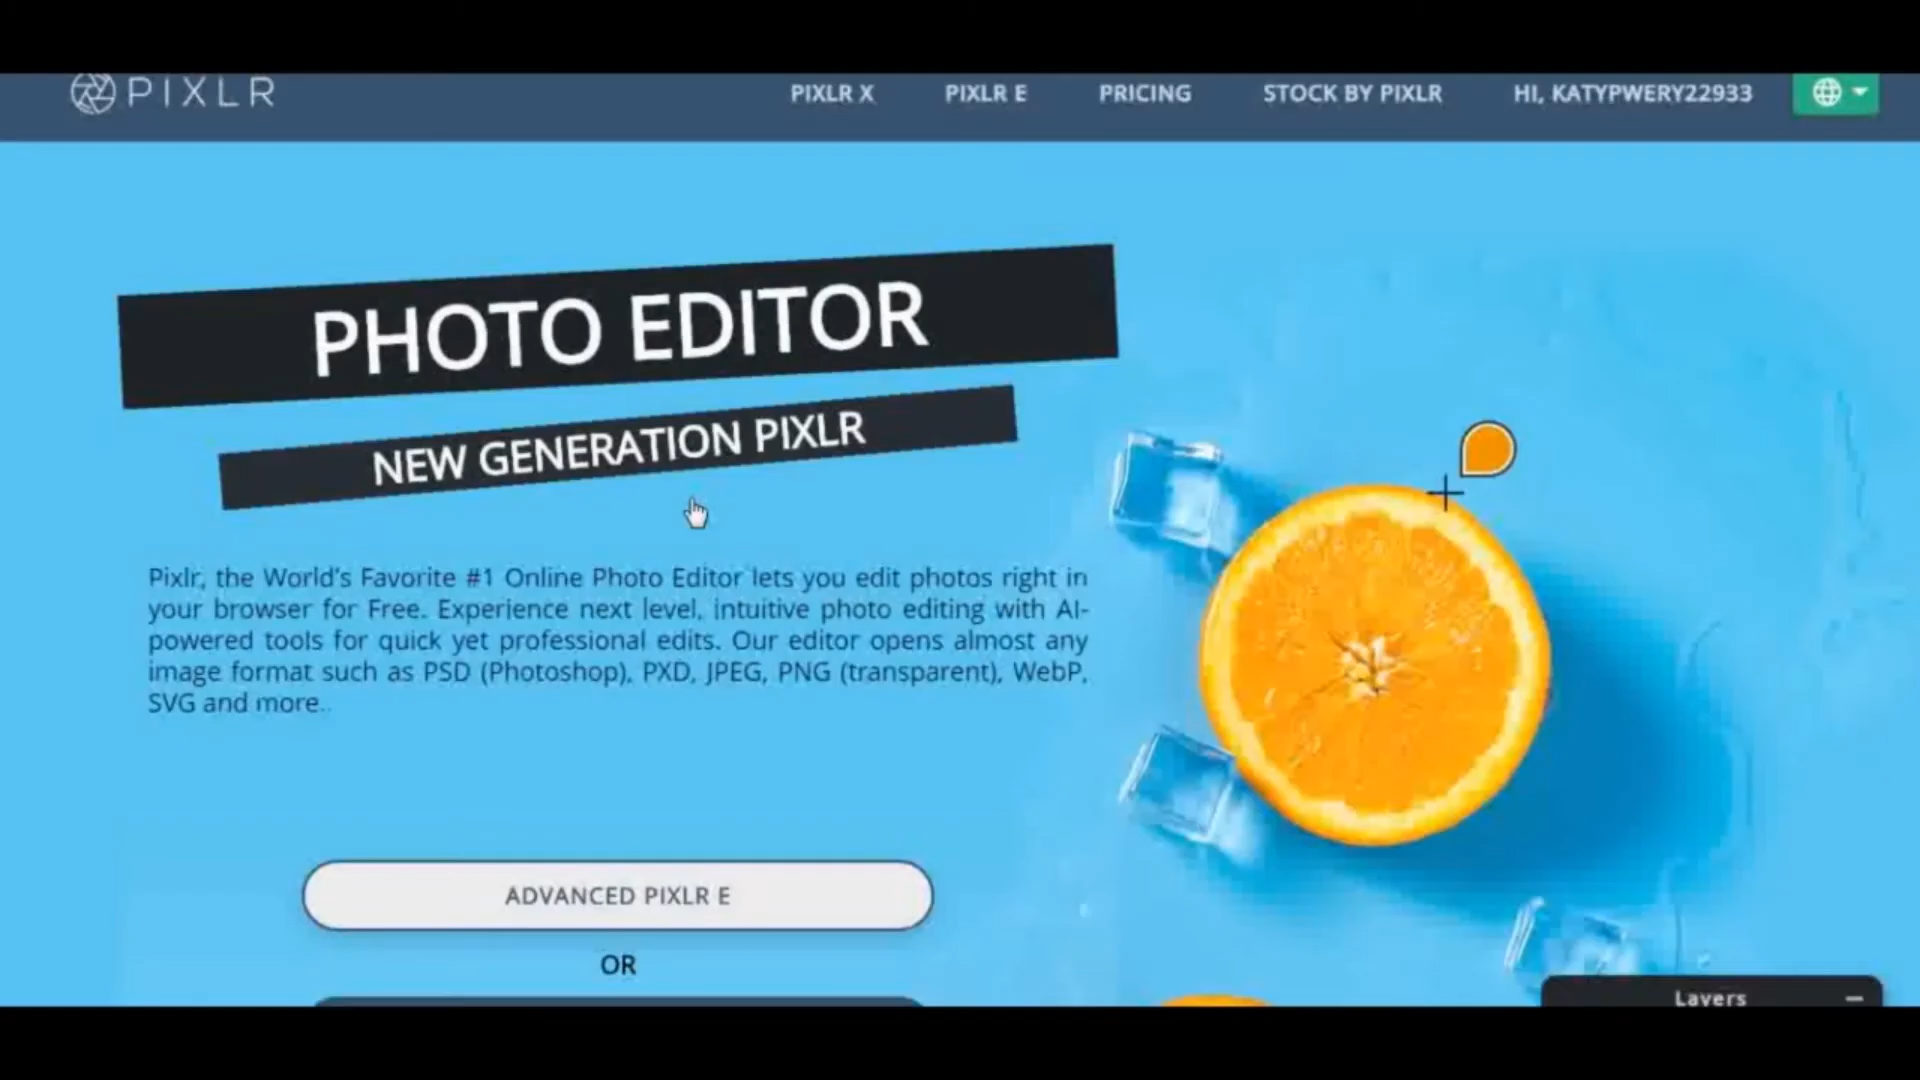 PIXLR
PIXLR X
PIXLR E
PRICING
STOCK BY PIXLR
HI, KATYPWERY22933
PHOTO EDITOR
NEW GENERATION PIXLR
Pixlr, the World's Favorite #1 Online Photo Editor lets you edit photos right in
your browser for Free. Experience next level, intuitive photo editing with AI-
powered tools for quick yet professional edits. Our editor opens almost any
image format such as PSD (Photoshop), PXD, JPEG, PNG (transparent), WebP,
SVG and more..
ADVANCED PIXLR E
OR
Layers